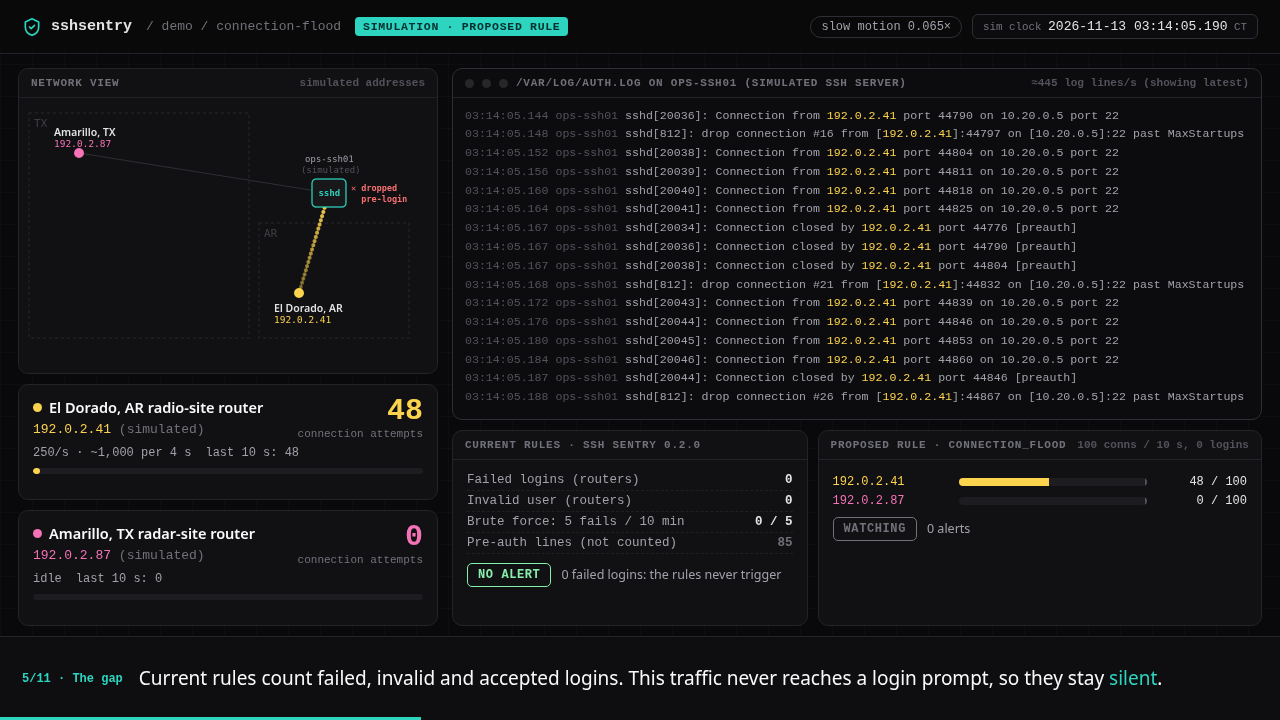 sshsentry / demo / connection-flood SIMULATION · PROPOSED RULE slow motion 0.065× sim clock 2026-11-13 03:14:05.190 CT
NETWORK VIEW simulated addresses
TX
Amarillo, TX
192.0.2.87
ops-ssh01
(simulated)
sshd
× dropped
pre-login
AR
El Dorado, AR
192.0.2.41
/VAR/LOG/AUTH.LOG ON OPS-SSH01 (SIMULATED SSH SERVER) ≈445 log lines/s (showing latest)
03:14:05.144 ops-ssh01 sshd[20036]: Connection from 192.0.2.41 port 44790 on 10.20.0.5 port 22
03:14:05.148 ops-ssh01 sshd[812]: drop connection #16 from [192.0.2.41]:44797 on [10.20.0.5]:22 past MaxStartups
03:14:05.152 ops-ssh01 sshd[20038]: Connection from 192.0.2.41 port 44804 on 10.20.0.5 port 22
03:14:05.156 ops-ssh01 sshd[20039]: Connection from 192.0.2.41 port 44811 on 10.20.0.5 port 22
03:14:05.160 ops-ssh01 sshd[20040]: Connection from 192.0.2.41 port 44818 on 10.20.0.5 port 22
03:14:05.164 ops-ssh01 sshd[20041]: Connection from 192.0.2.41 port 44825 on 10.20.0.5 port 22
03:14:05.167 ops-ssh01 sshd[20034]: Connection closed by 192.0.2.41 port 44776 [preauth]
03:14:05.167 ops-ssh01 sshd[20036]: Connection closed by 192.0.2.41 port 44790 [preauth]
03:14:05.167 ops-ssh01 sshd[20038]: Connection closed by 192.0.2.41 port 44804 [preauth]
03:14:05.168 ops-ssh01 sshd[812]: drop connection #21 from [192.0.2.41]:44832 on [10.20.0.5]:22 past MaxStartups
03:14:05.172 ops-ssh01 sshd[20043]: Connection from 192.0.2.41 port 44839 on 10.20.0.5 port 22
03:14:05.176 ops-ssh01 sshd[20044]: Connection from 192.0.2.41 port 44846 on 10.20.0.5 port 22
03:14:05.180 ops-ssh01 sshd[20045]: Connection from 192.0.2.41 port 44853 on 10.20.0.5 port 22
03:14:05.184 ops-ssh01 sshd[20046]: Connection from 192.0.2.41 port 44860 on 10.20.0.5 port 22
03:14:05.187 ops-ssh01 sshd[20044]: Connection closed by 192.0.2.41 port 44846 [preauth]
03:14:05.188 ops-ssh01 sshd[812]: drop connection #26 from [192.0.2.41]:44867 on [10.20.0.5]:22 past MaxStartups
El Dorado, AR radio-site router 48
192.0.2.41 (simulated) connection attempts
250/s · ~1,000 per 4 s last 10 s: 48
Amarillo, TX radar-site router 0
192.0.2.87 (simulated) connection attempts
idle last 10 s: 0
CURRENT RULES · SSH SENTRY 0.2.0
Failed logins (routers) 0
Invalid user (routers) 0
Brute force: 5 fails / 10 min 0 / 5
Pre-auth lines (not counted) 85
NO ALERT 0 failed logins: the rules never trigger
PROPOSED RULE · CONNECTION_FLOOD 100 conns / 10 s, 0 logins
192.0.2.41 48 / 100
192.0.2.87 0 / 100
WATCHING 0 alerts
5/11 · The gap Current rules count failed, invalid and accepted logins. This traffic never reaches a login prompt, so they stay silent.